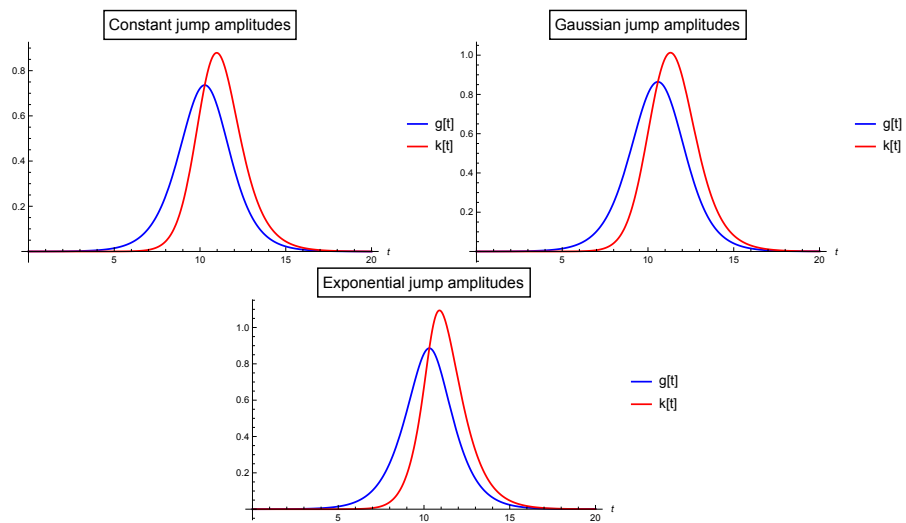 Constant jump amplitudes
0.8
0.6
0.4
0.2
5
10
15
20
t
g[t]
k[t]
Gaussian jump amplitudes
1.0
0.8
0.6
0.4
0.2
5
10
15
20
t
g[t]
k[t]
Exponential jump amplitudes
1.0
0.8
0.6
0.4
0.2
5
10
15
20
t
g[t]
k[t]